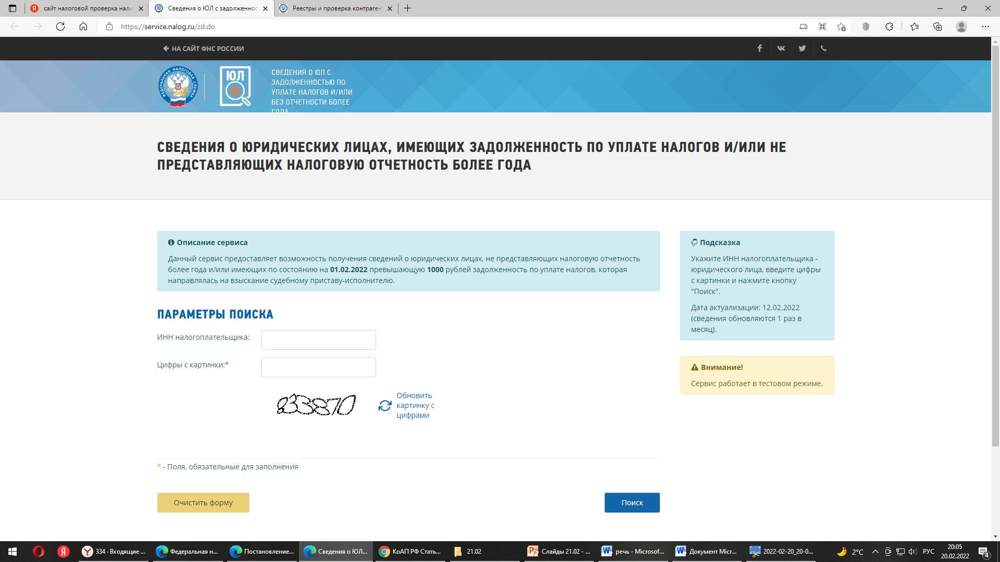 сайт налоговой проверка нали
Сведения о ЮЛ с задолженнос
Реестры и проверка контраген
https://service.nalog.ru/zd.do
НА САЙТ ФНС РОССИИ
ФЕДЕРАЛЬНАЯ НАЛОГОВАЯ СЛУЖБА
ЮЛ
СВЕДЕНИЯ О ЮЛ С
ЗАДОЛЖЕННОСТЬЮ ПО
УПЛАТЕ НАЛОГОВ И/ИЛИ
БЕЗ ОТЧЕТНОСТИ БОЛЕЕ
ГОДА
СВЕДЕНИЯ О ЮРИДИЧЕСКИХ ЛИЦАХ, ИМЕЮЩИХ ЗАДОЛЖЕННОСТЬ ПО УПЛАТЕ НАЛОГОВ И/ИЛИ НЕ
ПРЕДСТАВЛЯЮЩИХ НАЛОГОВУЮ ОТЧЕТНОСТЬ БОЛЕЕ ГОДА
Описание сервиса
Данный сервис предоставляет возможность получения сведений о юридических лицах, не представляющих налоговую отчетность
более года и/или имеющих по состоянию на 01.02.2022 превышающую 1000 рублей задолженность по уплате налогов, которая
направлялась на взыскание судебному приставу-исполнителю.
Подсказка
Укажите ИНН налогоплательщика -
юридического лица, введите цифры
с картинки и нажмите кнопку
"Поиск".
Дата актуализации: 12.02.2022
(сведения обновляются 1 раз в
месяц).
Внимание!
Сервис работает в тестовом режиме.
ПАРАМЕТРЫ ПОИСКА
ИНН налогоплательщика:
Цифры с картинки:*
Обновить
картинку с
цифрами
* - Поля, обязательные для заполнения
Очистить форму
Поиск
334 · Входящие ...
Федеральная н...
Постановление...
Сведения о ЮЛ...
КоАП РФ Стать...
21.02
Слайды 21.02 - ...
речь - Microsof...
Документ Micr...
2022-02-20_20-0...
2°C
РУС
20:05
20.02.2022
4